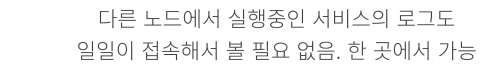 다른 노드에서 실행중인 서비스의 로그도
일일이 접속해서 볼 필요 없음. 한 곳에서 가능